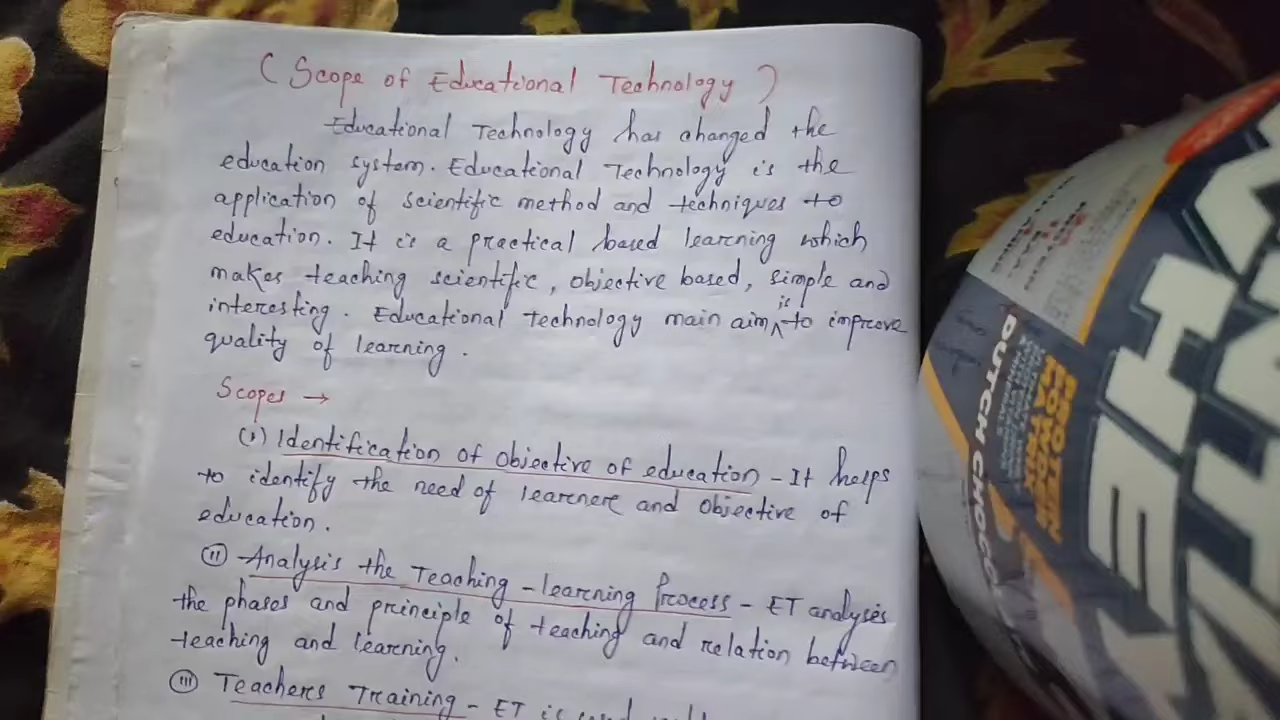 (Scope of Educational Technology)
Educational Technology has changed the
education system. Educational Technology is the
application of scientific method and techniques to
education. It is a practical based learning which
makes teaching scientific, objective based, simple and
interesting. Educational technology main aim is to improve
quality of learning.
Scopes →
(i) Identification of objective of education - It helps
to identify the need of learners and objective of
education.
(ii) Analysis the Teaching-learning Process - ET analyses
the phases and principle of teaching and relation between
teaching and learning.
(iii) Teachers Training - ET is used
WHE
DUTCH CHOCO